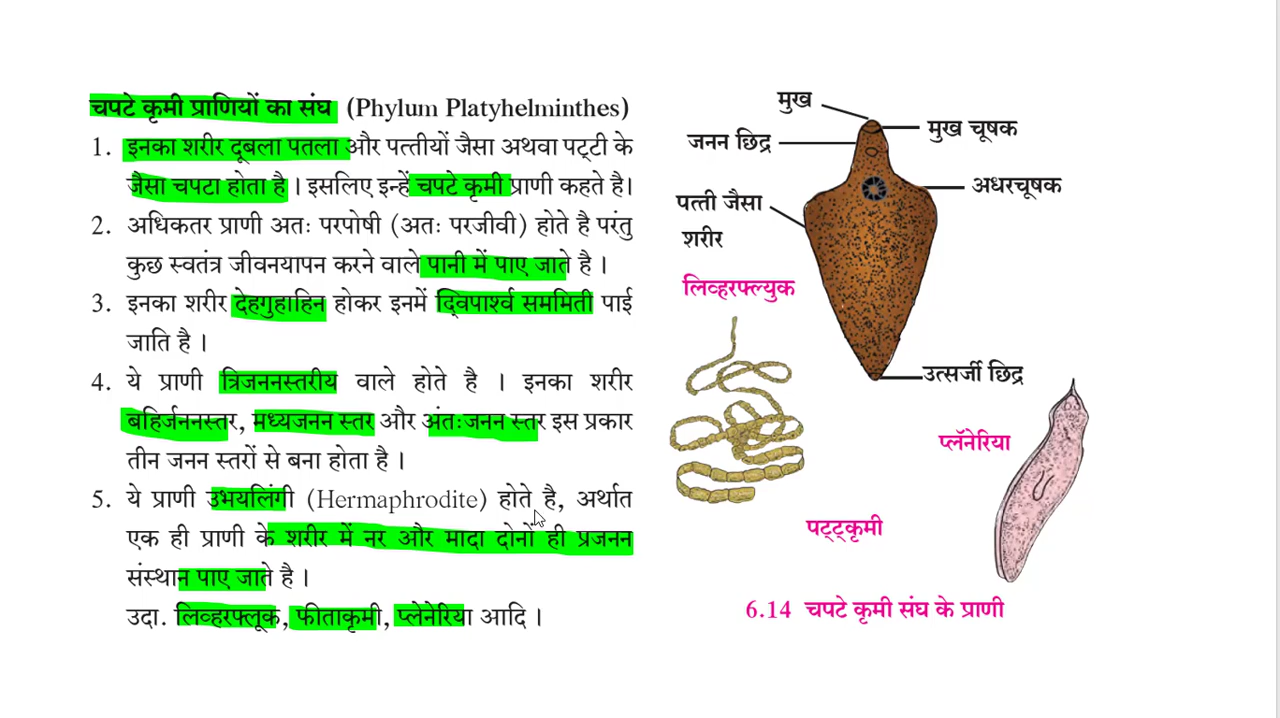 चपटे कृमी प्राणियों का संघ (Phylum Platyhelminthes)
1. इनका शरीर दूबला पतला और पत्तीयों जैसा अथवा पट्टी के
जैसा चपटा होता है । इसलिए इन्हें चपटे कृमी प्राणी कहते है।
2. अधिकतर प्राणी अतः परपोषी (अतः परजीवी) होते है परंतु
कुछ स्वतंत्र जीवनयापन करने वाले पानी में पाए जाते है ।
3. इनका शरीर देहगुहाहिन होकर इनमें द्विपार्श्व सममिती पाई
जाति है ।
4. ये प्राणी त्रिजननस्तरीय वाले होते है । इनका शरीर
बहिर्जननस्तर, मध्यजनन स्तर और अंतःजनन स्तर इस प्रकार
तीन जनन स्तरों से बना होता है ।
5. ये प्राणी उभयलिंगी (Hermaphrodite) होते है, अर्थात
एक ही प्राणी के शरीर में नर और मादा दोनों ही प्रजनन
संस्थान पाए जाते है ।
उदा. लिव्हरफ्लूक, फीताकृमी, प्लेनेरिया आदि ।
मुख
मुख चूषक
जनन छिद्र
अधरचूषक
पत्ती जैसा
शरीर
लिव्हरफ्ल्युक
उत्सर्जी छिद्र
प्लॅनेरिया
पट्ट्कृमी
6.14 चपटे कृमी संघ के प्राणी